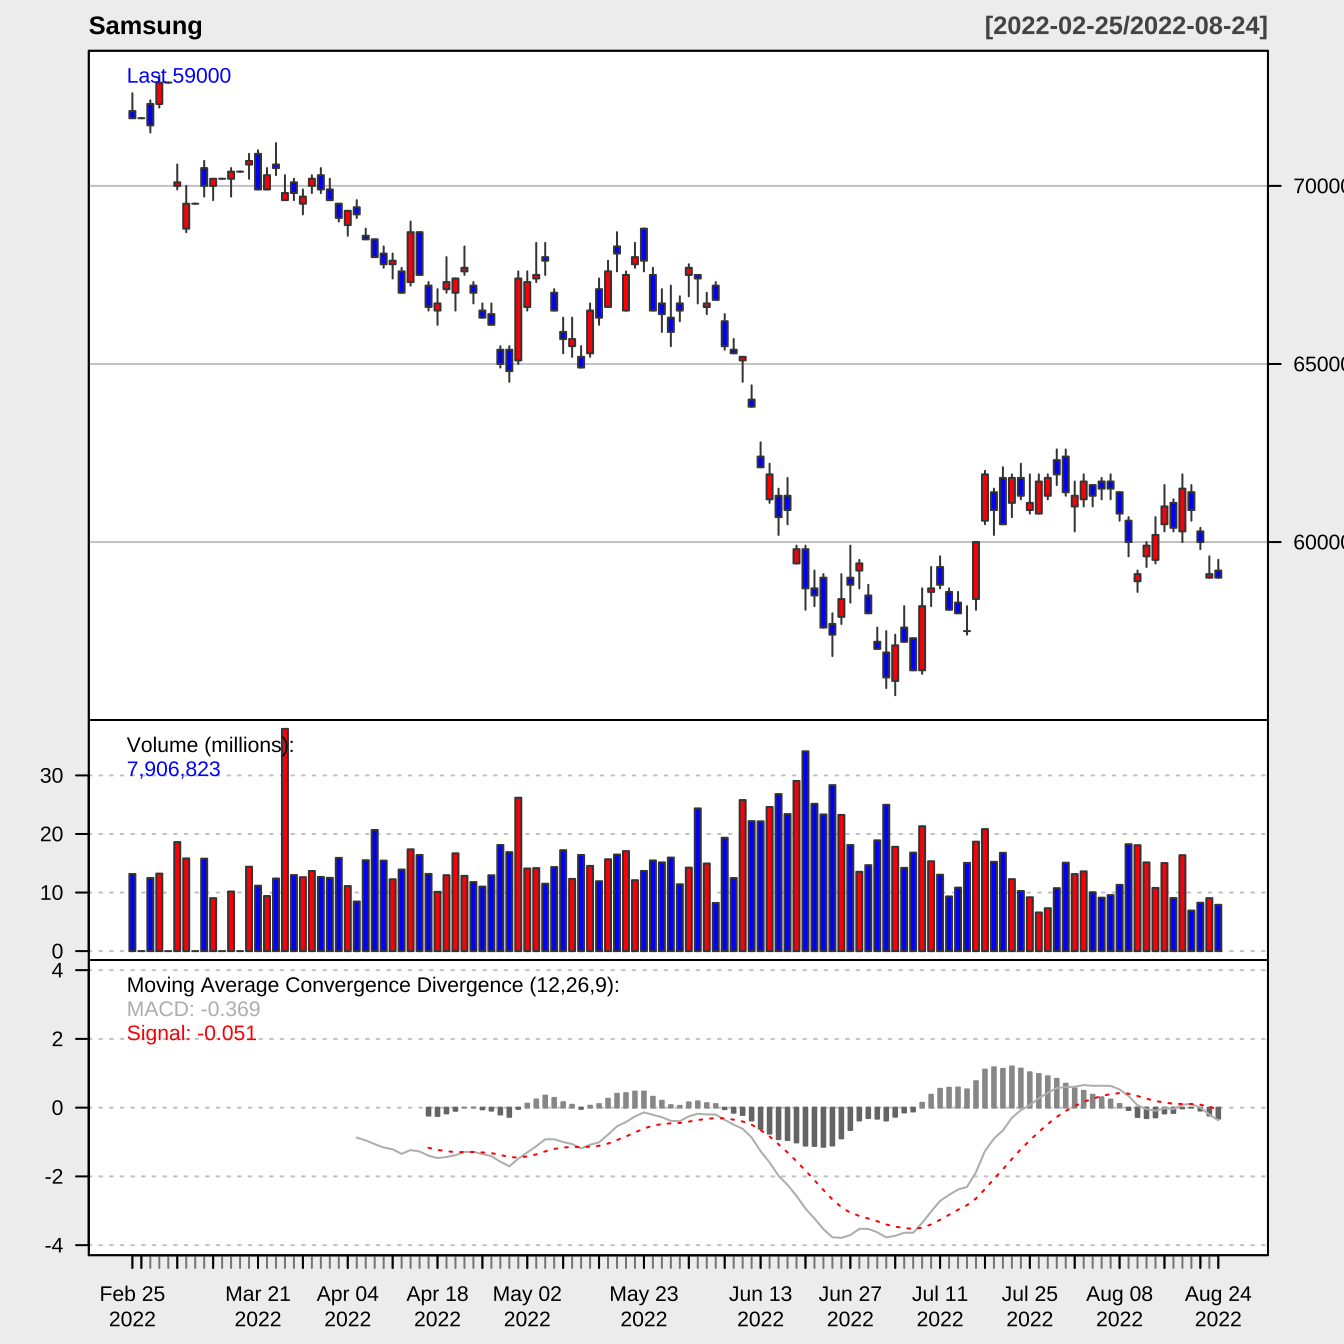 Samsung [2022-02-25/2022-08-24]
Last 59000
70000
65000
60000
Volume (millions):
7,906,823
30
20
10
0
4
Moving Average Convergence Divergence (12,26,9):
MACD: -0.369
Signal: -0.051
2
0
-2
-4
Feb 25 Mar 21 Apr 04 Apr 18 May 02 May 23 Jun 13 Jun 27 Jul 11 Jul 25 Aug 08 Aug 24
2022 2022 2022 2022 2022 2022 2022 2022 2022 2022 2022 2022